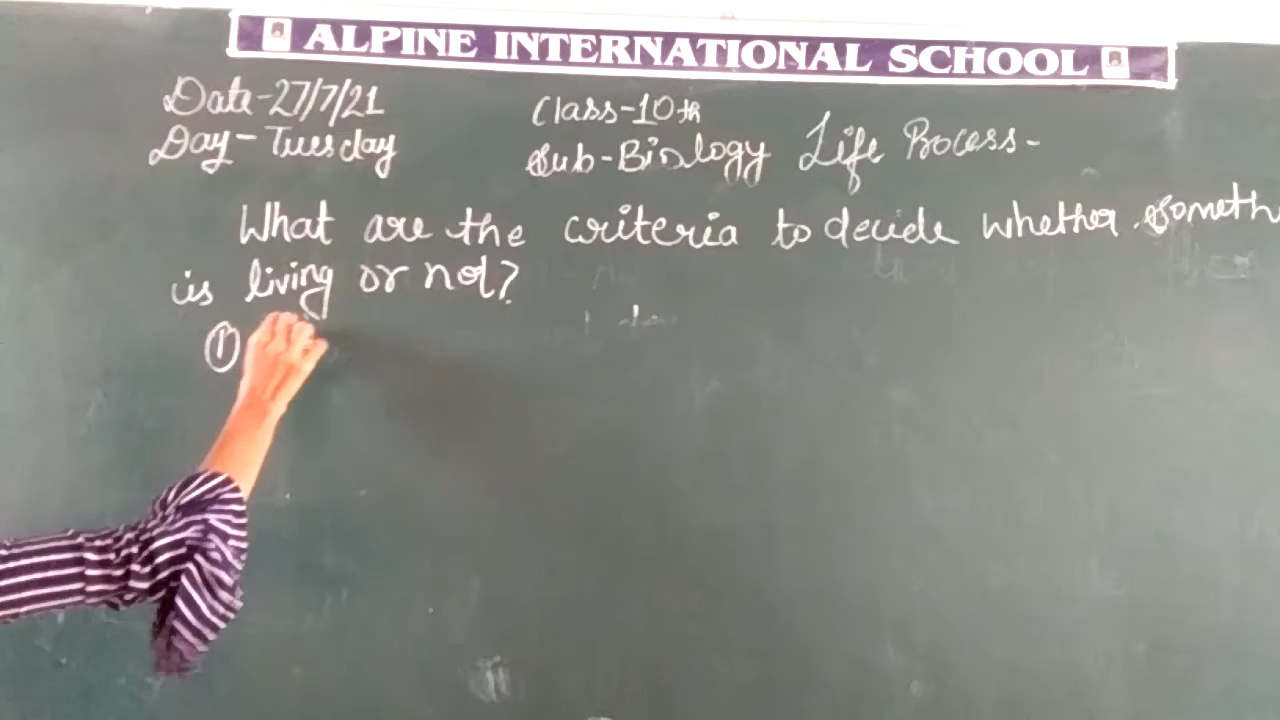 ALPINE INTERNATIONAL SCHOOL
Date-27/7/21
Day-Tuesday
Class-10th
Sub-Biology Life Process-
What are the criteria to decide whether someth
is living or not?
①